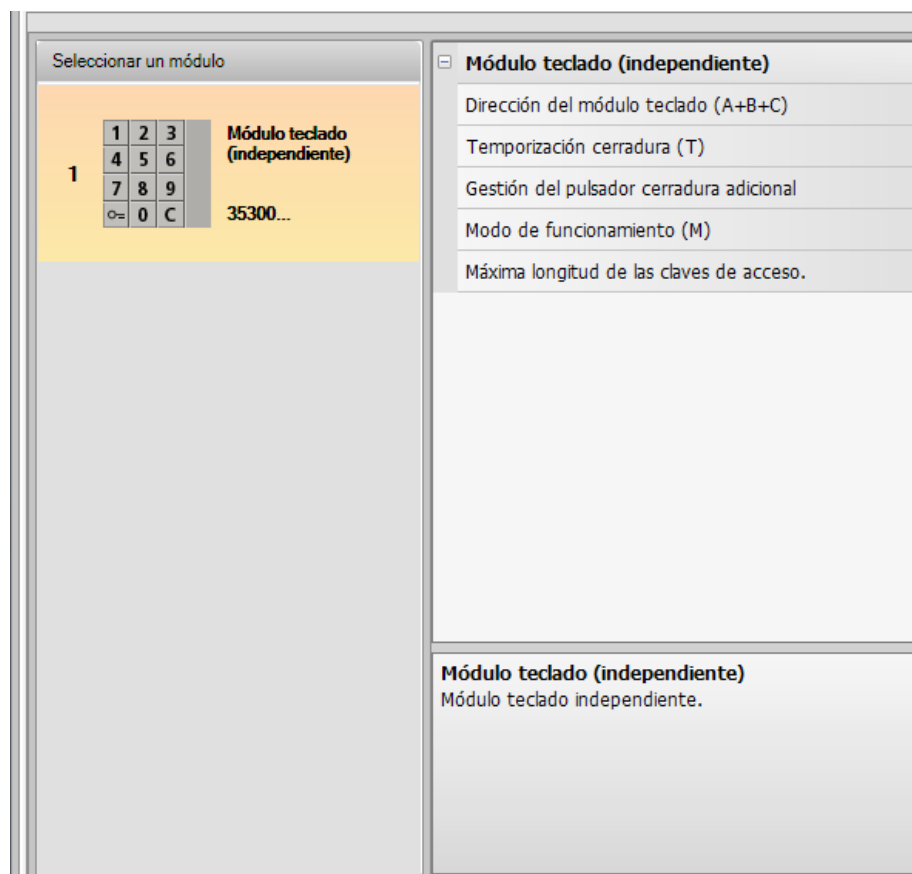 Seleccionar un módulo
1
1 2 3
4 5 6
7 8 9
0 C
Módulo teclado
(independiente)
35300...
Módulo teclado (independiente)
Dirección del módulo teclado (A+B+C)
Temporización cerradura (T)
Gestión del pulsador cerradura adicional
Modo de funcionamiento (M)
Máxima longitud de las claves de acceso.
Módulo teclado (independiente)
Módulo teclado independiente.